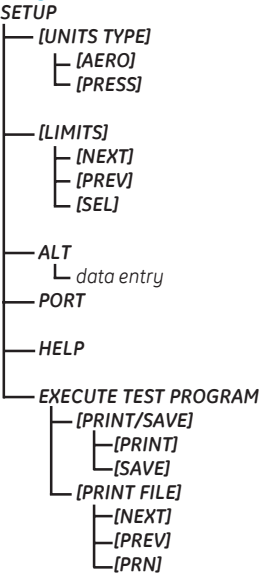 SETUP
[UNITS TYPE]
[AERO]
[PRESS]
[LIMITS]
[NEXT]
[PREV]
[SEL]
ALT
data entry
PORT
HELP
EXECUTE TEST PROGRAM
[PRINT/SAVE]
[PRINT]
[SAVE]
[PRINT FILE]
[NEXT]
[PREV]
[PRN]